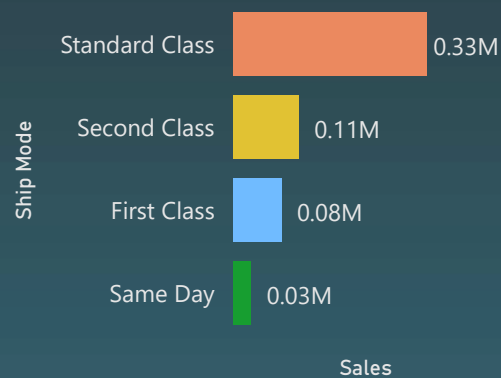 Standard Class 0.33M
Second Class 0.11M
First Class 0.08M
Same Day 0.03M
Ship Mode
Sales